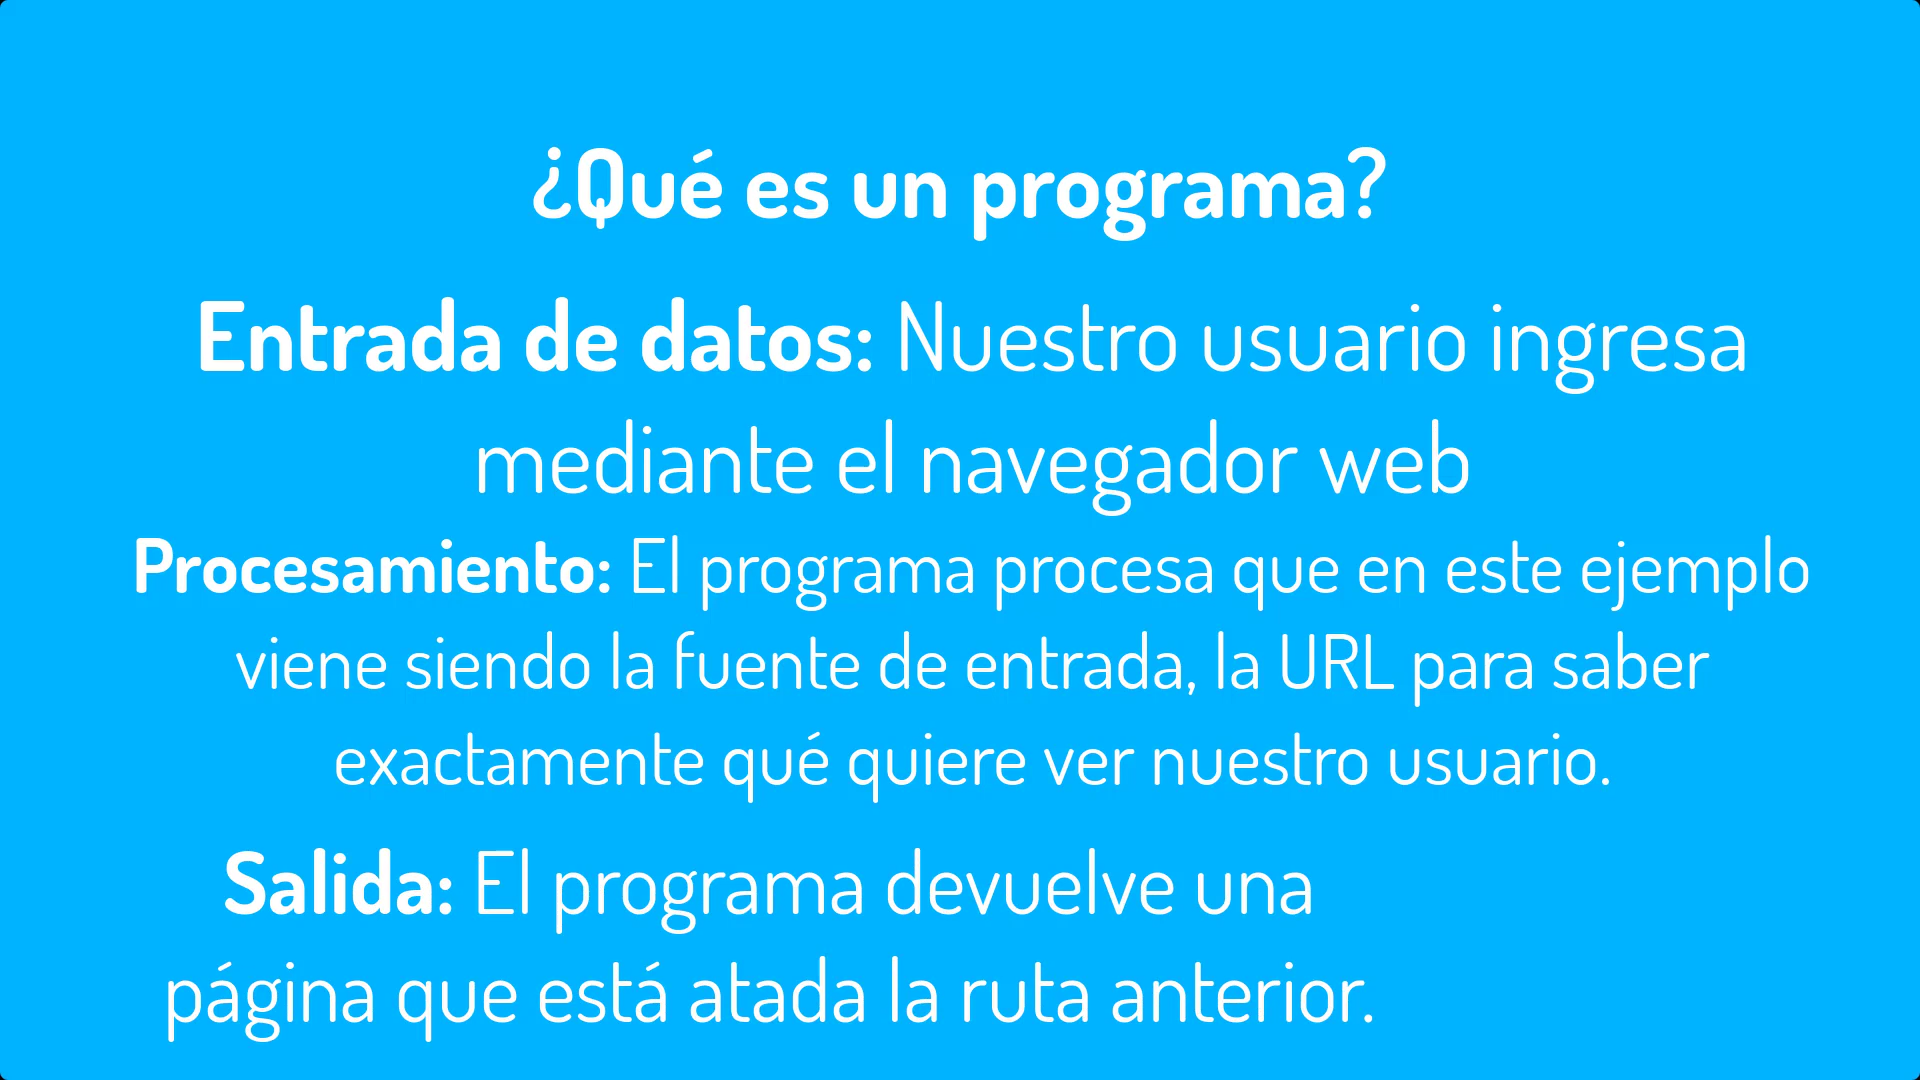 ¿Qué es un programa?
Entrada de datos: Nuestro usuario ingresa
mediante el navegador web
Procesamiento: El programa procesa que en este ejemplo
viene siendo la fuente de entrada, la URL para saber
exactamente qué quiere ver nuestro usuario.
Salida: El programa devuelve una
página que está atada la ruta anterior.